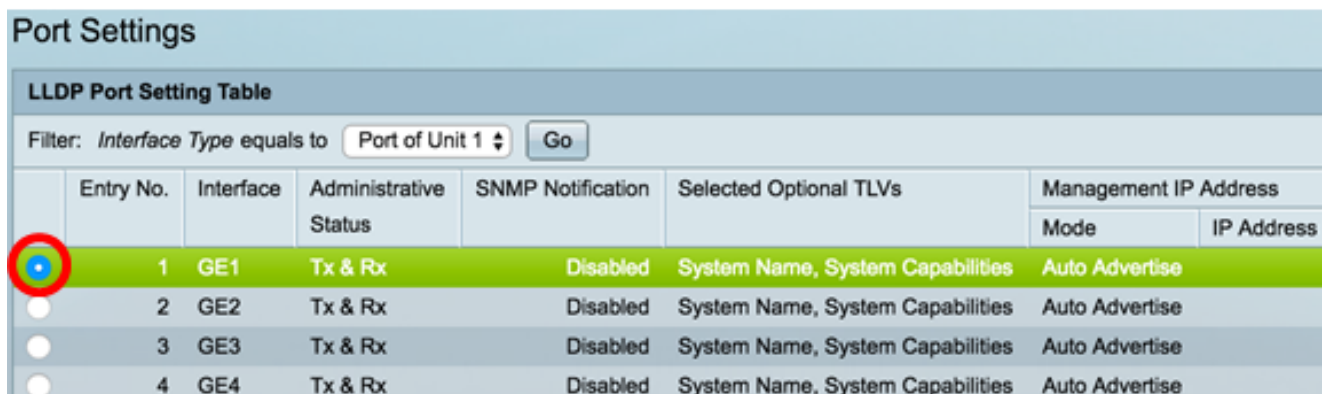 Port Settings
LLDP Port Setting Table
Filter: Interface Type equals to Port of Unit 1 Go
Entry No. Interface Administrative Status SNMP Notification Selected Optional TLVs Management IP Address
Mode IP Address
1 GE1 Tx & Rx Disabled System Name, System Capabilities Auto Advertise
2 GE2 Tx & Rx Disabled System Name, System Capabilities Auto Advertise
3 GE3 Tx & Rx Disabled System Name, System Capabilities Auto Advertise
4 GE4 Tx & Rx Disabled System Name, System Capabilities Auto Advertise